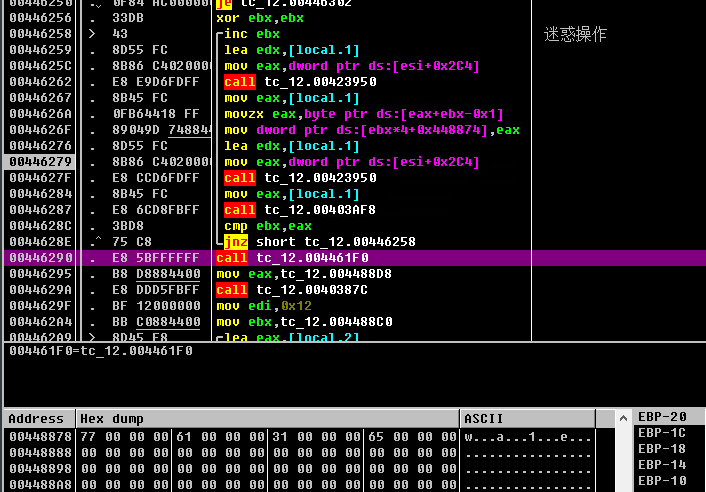 00446250 . 0F84 AC000000 je tc_12.00446302
00446256 . 33DB xor ebx,ebx
00446258 > 43 inc ebx 迷惑操作
00446259 . 8D55 FC lea edx,[local.1]
0044625C . 8B86 C4020000 mov eax,dword ptr ds:[esi+0x2C4]
00446262 . E8 E9D6FDFF call tc_12.00423950
00446267 . 8B45 FC mov eax,[local.1]
0044626A . 0FB64418 FF movzx eax,byte ptr ds:[eax+ebx-0x1]
0044626F . 89049D 748844 mov dword ptr ds:[ebx*4+0x448874],eax
00446276 . 8D55 FC lea edx,[local.1]
00446279 . 8B86 C4020000 mov eax,dword ptr ds:[esi+0x2C4]
0044627F . E8 CCD6FDFF call tc_12.00423950
00446284 . 8B45 FC mov eax,[local.1]
00446287 . E8 6CD8FBFF call tc_12.00403AF8
0044628C . 3BD8 cmp ebx,eax
0044628E .^ 75 C8 jnz short tc_12.00446258
00446290 . E8 5BFFFFFF call tc_12.004461F0
00446295 . B8 D8884400 mov eax,tc_12.004488D8
0044629A . E8 DDD5FBFF call tc_12.0040387C
0044629F . BF 12000000 mov edi,0x12
004462A4 . BB C0884400 mov ebx,tc_12.004488C0
004462A9 > 8D45 F8 lea eax,[local.2]
004461F0=tc_12.004461F0
Address Hex dump ASCII
00448878 77 00 00 00 61 00 00 00 31 00 00 00 65 00 00 00 w...a...1...e...
00448888 00 00 00 00 00 00 00 00 00 00 00 00 00 00 00 00 ................
00448898 00 00 00 00 00 00 00 00 00 00 00 00 00 00 00 00 ................
004488A8 00 00 00 00 00 00 00 00 00 00 00 00 00 00 00 00 ................
EBP-20
EBP-1C
EBP-18
EBP-14
EBP-10